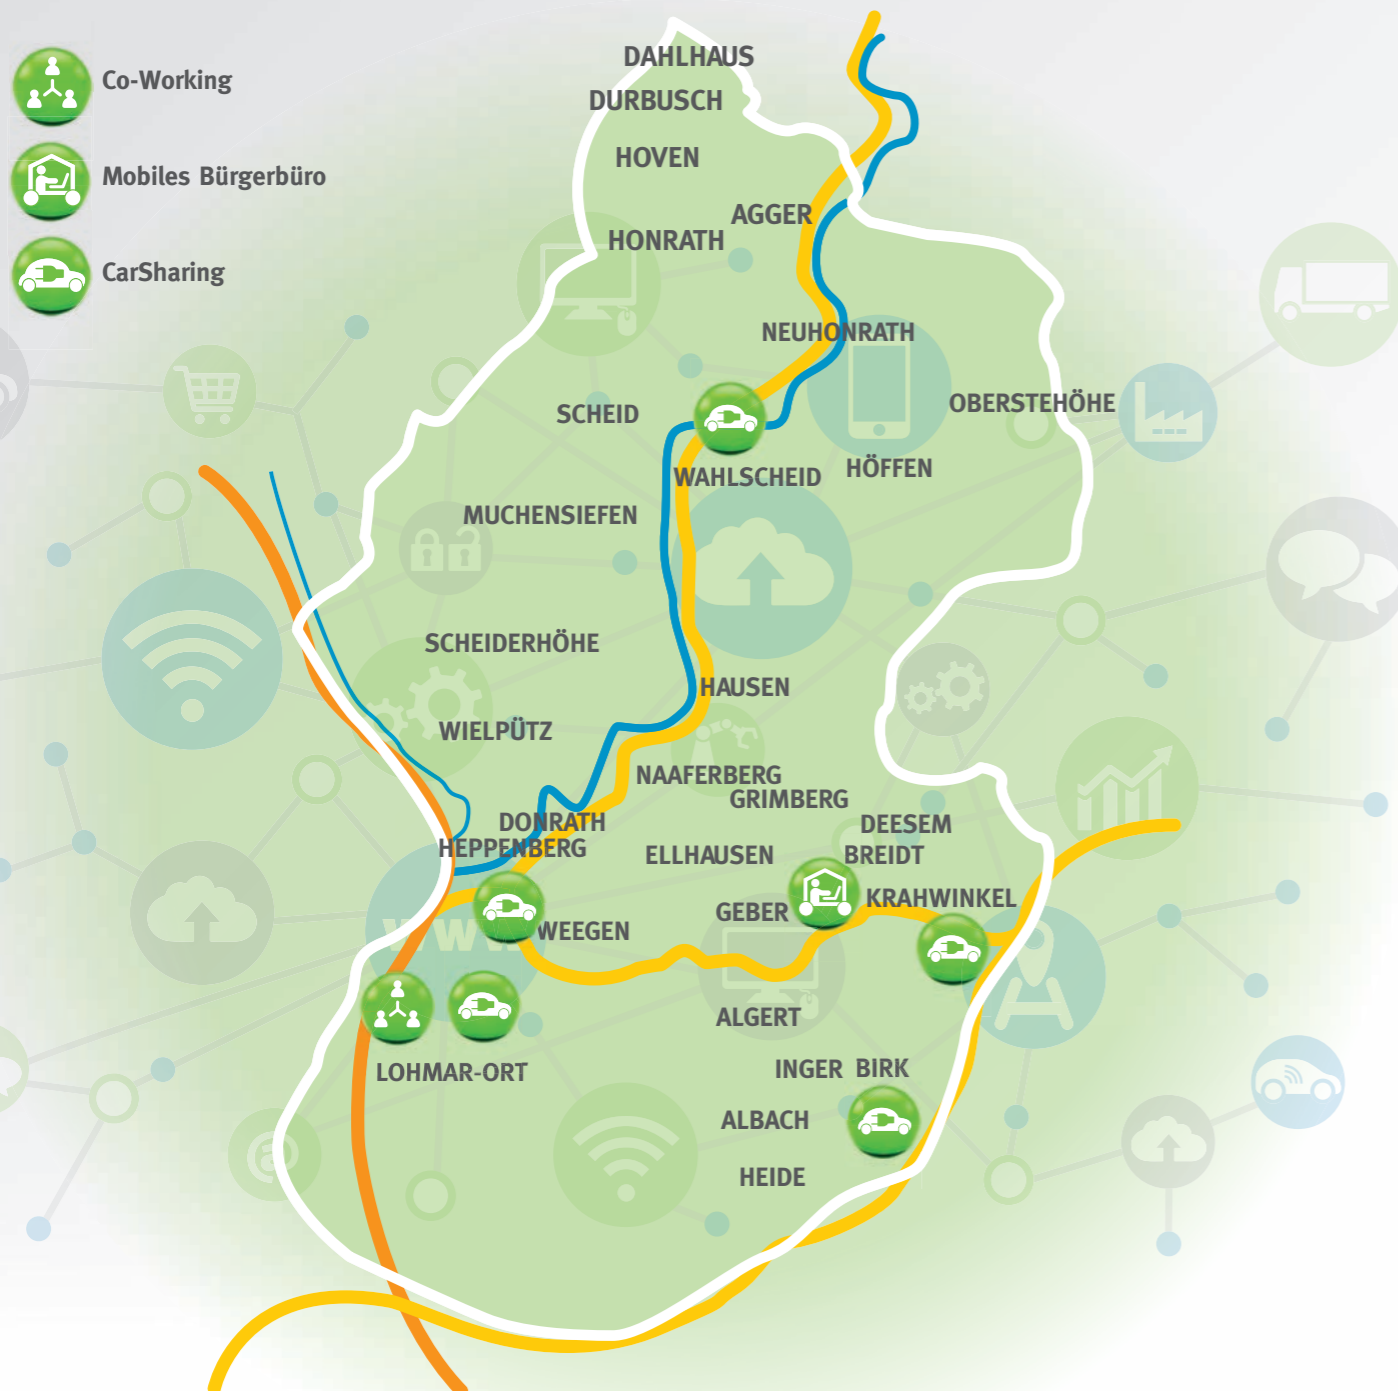 Co-Working
Mobiles Bürgerbüro
CarSharing
DAHLHAUS
DURBUSCH
HOVEN
AGGER
HONRATH
NEUHONRATH
OBERSTEHÖHE
SCHEID
WAHLSCHEID
HÖFFEN
MUCHENSIEFEN
SCHEIDERHÖHE
HAUSEN
WIELPÜTZ
NAAFERBERG
GRIMBERG
DONRATH
DEESEM
HEPPENBERG
ELLHAUSEN
BREIDT
KRAHWINKEL
GEBER
WEEGEN
www
ALGERT
LOHMAR-ORT
INGER
BIRK
ALBACH
@
HEIDE